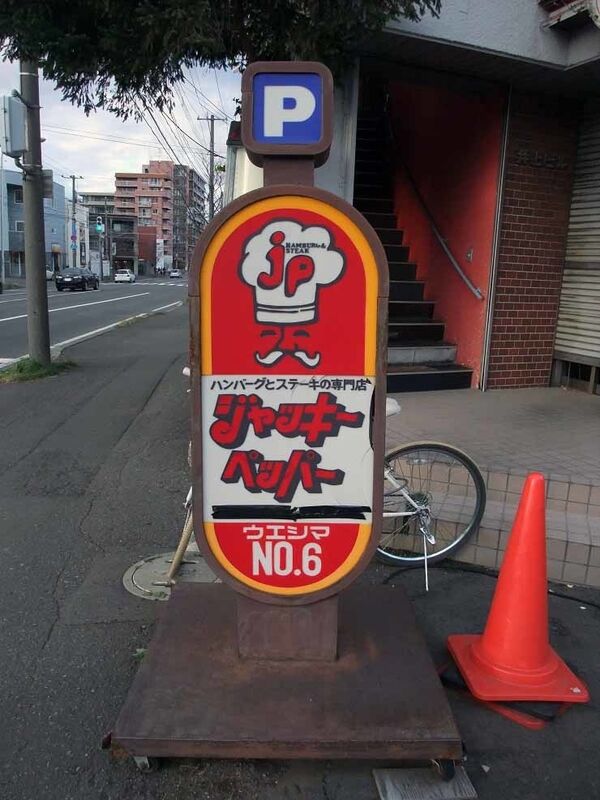 P
HAMBURG &
STEAK
jp
ハンバーグとステーキの専門店
ジャッキー
ペッパー
ウエシマ
NO.6